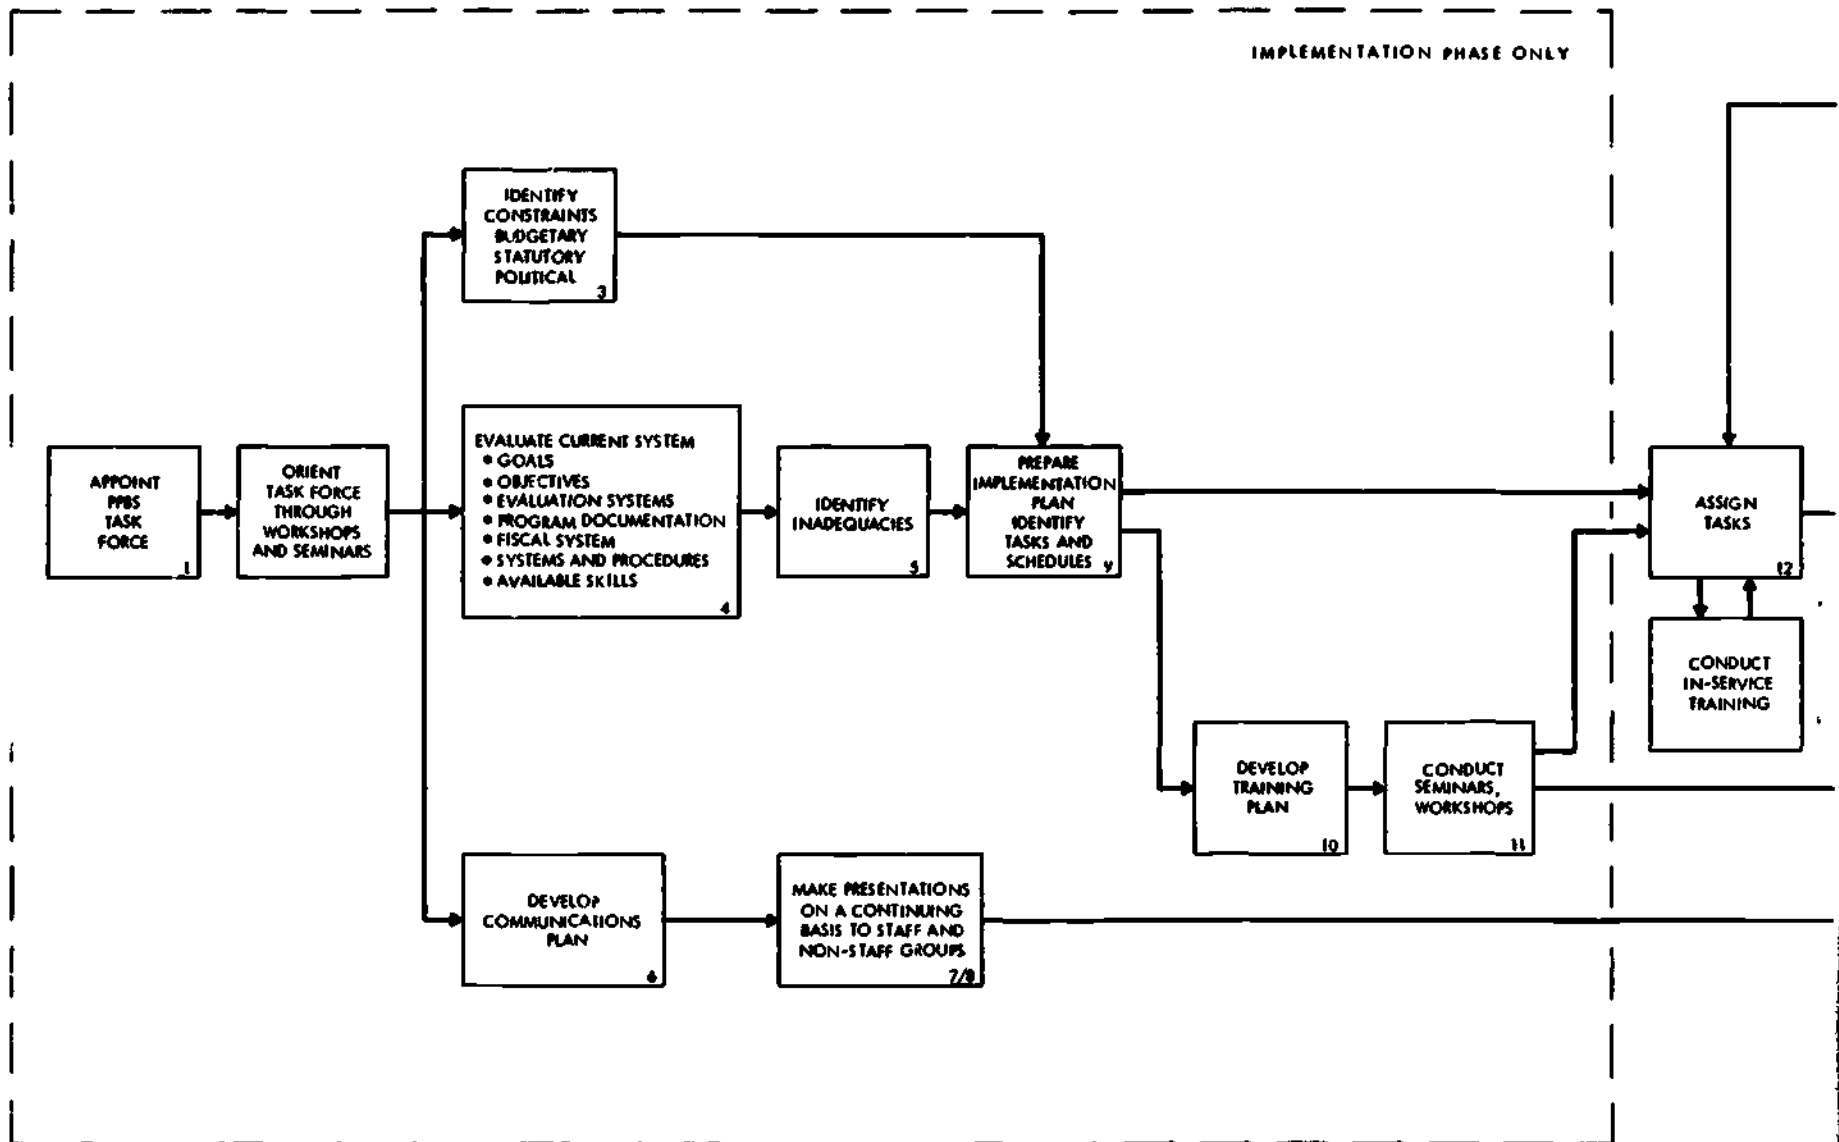 IMPLEMENTATION PHASE ONLY
IDENTIFY
CONSTRAINTS
BUDGETARY
STATUTORY
POLITICAL
3
APPOINT
PPBS
TASK
FORCE
1
ORIENT
TASK FORCE
THROUGH
WORKSHOPS
AND SEMINARS
EVALUATE CURRENT SYSTEM
• GOALS
• OBJECTIVES
• EVALUATION SYSTEMS
• PROGRAM DOCUMENTATION
• FISCAL SYSTEM
• SYSTEMS AND PROCEDURES
• AVAILABLE SKILLS
4
IDENTIFY
INADEQUACIES
5
PREPARE
IMPLEMENTATION
PLAN
IDENTIFY
TASKS AND
SCHEDULES
9
ASSIGN
TASKS
12
CONDUCT
IN-SERVICE
TRAINING
DEVELOP
TRAINING
PLAN
10
CONDUCT
SEMINARS,
WORKSHOPS
11
DEVELOP
COMMUNICATIONS
PLAN
6
MAKE PRESENTATIONS
ON A CONTINUING
BASIS TO STAFF AND
NON-STAFF GROUPS
7/8